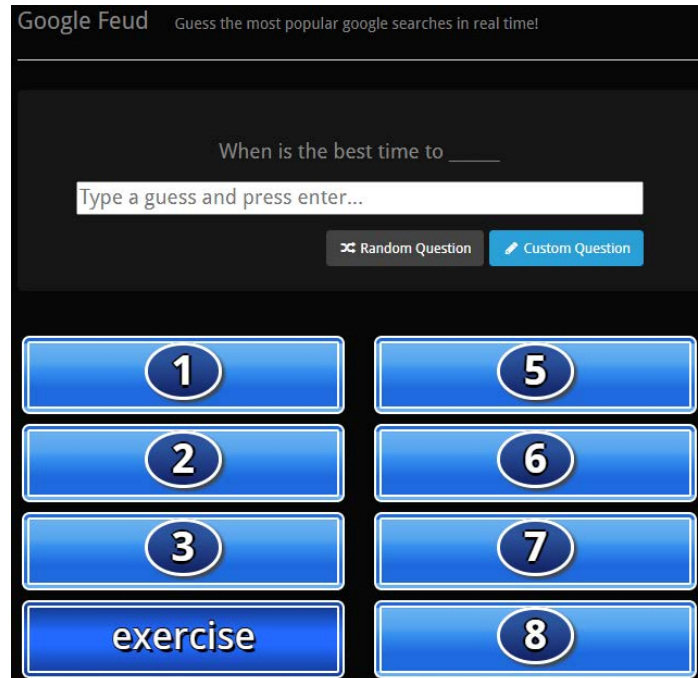 Google Feud Guess the most popular google searches in real time!
When is the best time to _____
Type a guess and press enter...
Random Question Custom Question
1
2
3
exercise
5
6
7
8